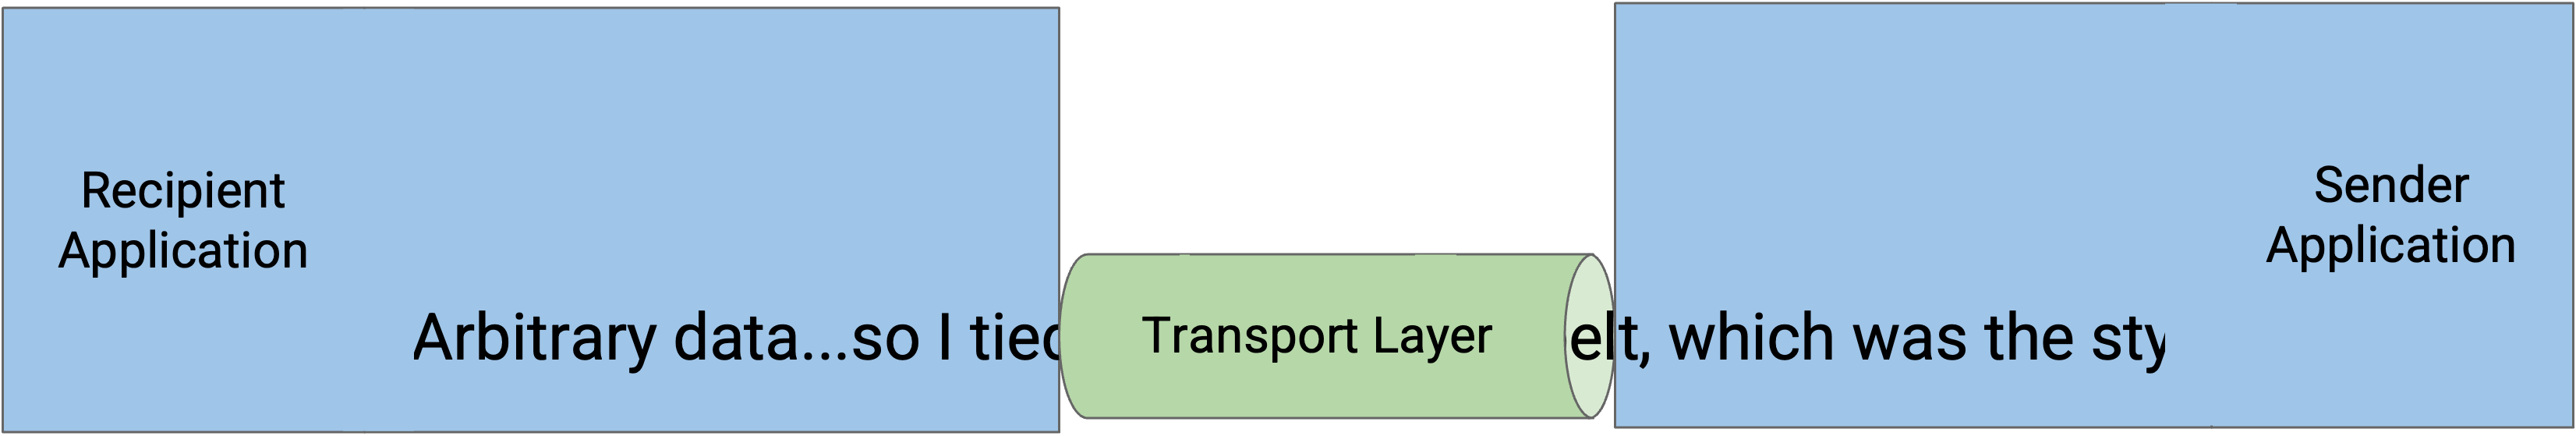 Recipient
Application
Arbitrary data...so I tied
Transport Layer
elt, which was the sty
Sender
Application